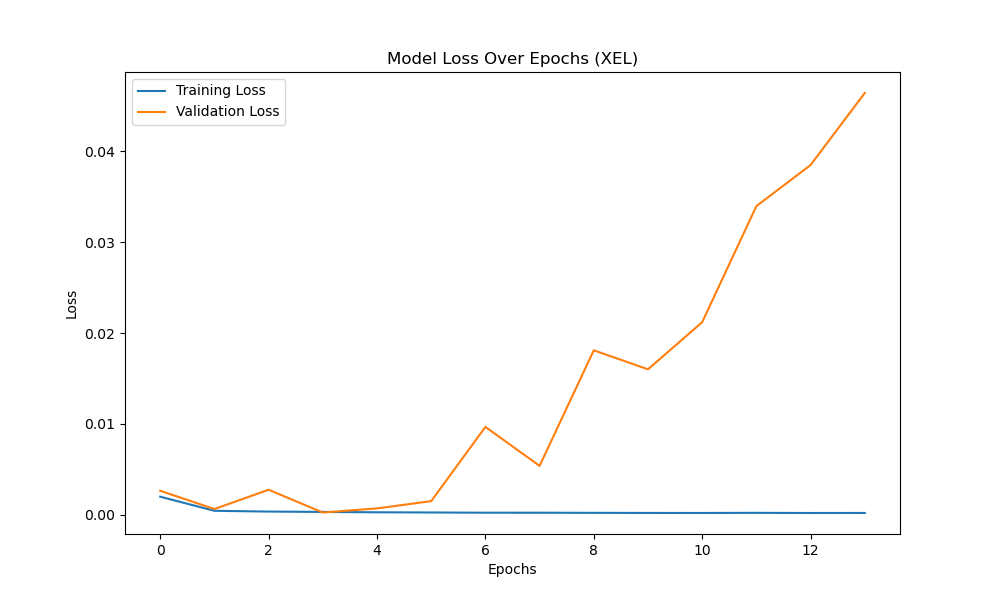 Model Loss Over Epochs (XEL)
Training Loss
Validation Loss
0.04
0.03
0.02
0.01
0.00
Loss
0 2 4 6 8 10 12
Epochs